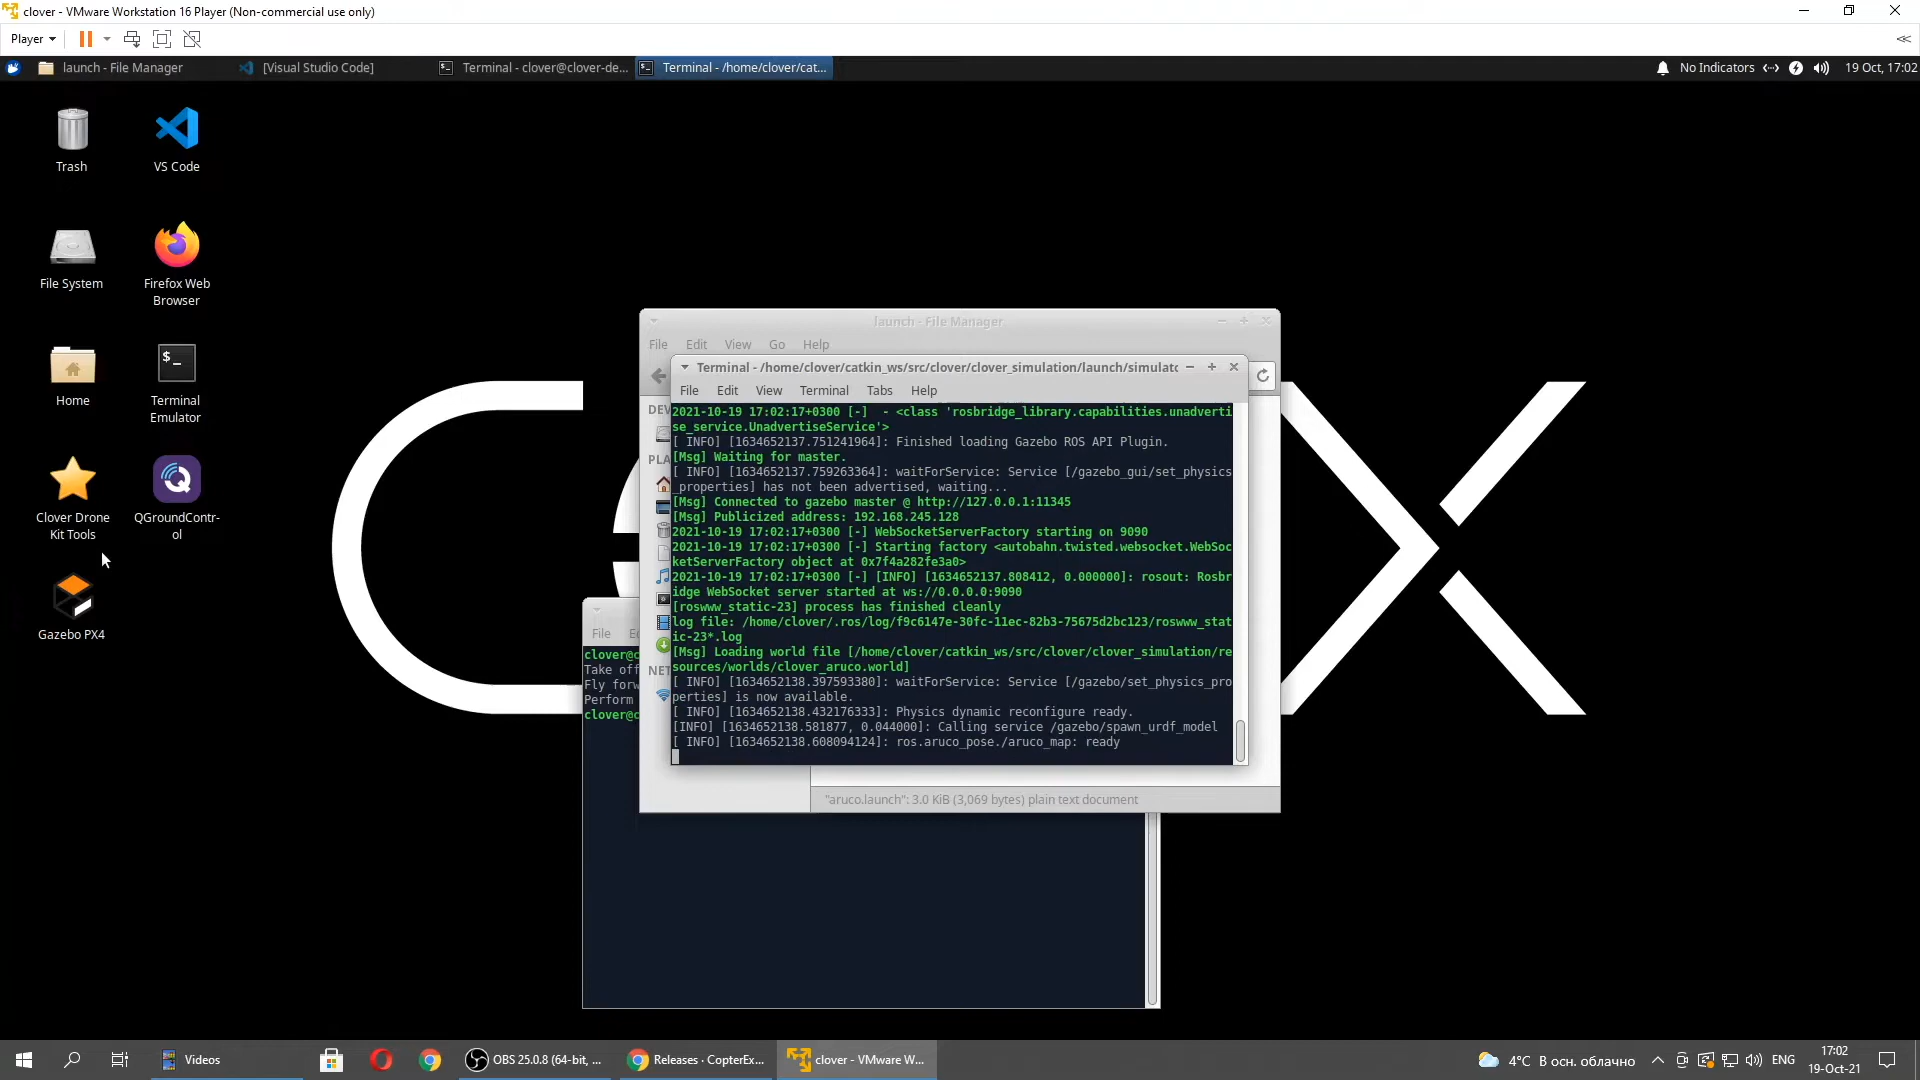 clover - VMware Workstation 16 Player (Non-commercial use only)
Player
launch - File Manager
[Visual Studio Code]
Terminal - clover@clover-de...
Terminal - /home/clover/cat...
No Indicators
19 Oct, 17:02
Trash
VS Code
File System
Firefox Web
Browser
Home
Terminal
Emulator
Clover Drone
Kit Tools
QGroundContr-
ol
Gazebo PX4
launch - File Manager
File Edit View Go Help
Terminal - /home/clover/catkin_ws/src/clover/clover_simulation/launch/simulato
File Edit View Terminal Tabs Help
DEV
PLA
NET
2021-10-19 17:02:17+0300 [-]  - <class 'rosbridge_library.capabilities.unadverti
se_service.UnadvertiseService'>
[ INFO] [1634652137.751241964]: Finished loading Gazebo ROS API Plugin.
[Msg] Waiting for master.
[ INFO] [1634652137.759263364]: waitForService: Service [/gazebo_gui/set_physics
_properties] has not been advertised, waiting...
[Msg] Connected to gazebo master @ http://127.0.0.1:11345
[Msg] Publicized address: 192.168.245.128
2021-10-19 17:02:17+0300 [-] WebSocketServerFactory starting on 9090
2021-10-19 17:02:17+0300 [-] Starting factory <autobahn.twisted.websocket.WebSoc
ketServerFactory object at 0x7f4a282fe3a0>
2021-10-19 17:02:17+0300 [-] [INFO] [1634652137.808412, 0.000000]: rosout: Rosbr
idge WebSocket server started at ws://0.0.0.0:9090
[roswww_static-23] process has finished cleanly
log file: /home/clover/.ros/log/f9c6147e-30fc-11ec-82b3-75675d2bc123/roswww_stat
ic-23*.log
[Msg] Loading world file [/home/clover/catkin_ws/src/clover/clover_simulation/re
sources/worlds/clover_aruco.world]
[ INFO] [1634652138.397593380]: waitForService: Service [/gazebo/set_physics_pro
perties] is now available.
[ INFO] [1634652138.432176333]: Physics dynamic reconfigure ready.
[INFO] [1634652138.581877, 0.044000]: Calling service /gazebo/spawn_urdf_model
[ INFO] [1634652138.608094124]: ros.aruco_pose./aruco_map: ready
"aruco.launch": 3.0 KiB (3,069 bytes) plain text document
File Ed
clover@c
Take off
Fly forw
Perform
clover@c
Videos
OBS 25.0.8 (64-bit, ...
Releases · CopterEx...
clover - VMware W...
4°C В осн. облачно
ENG
17:02
19-Oct-21